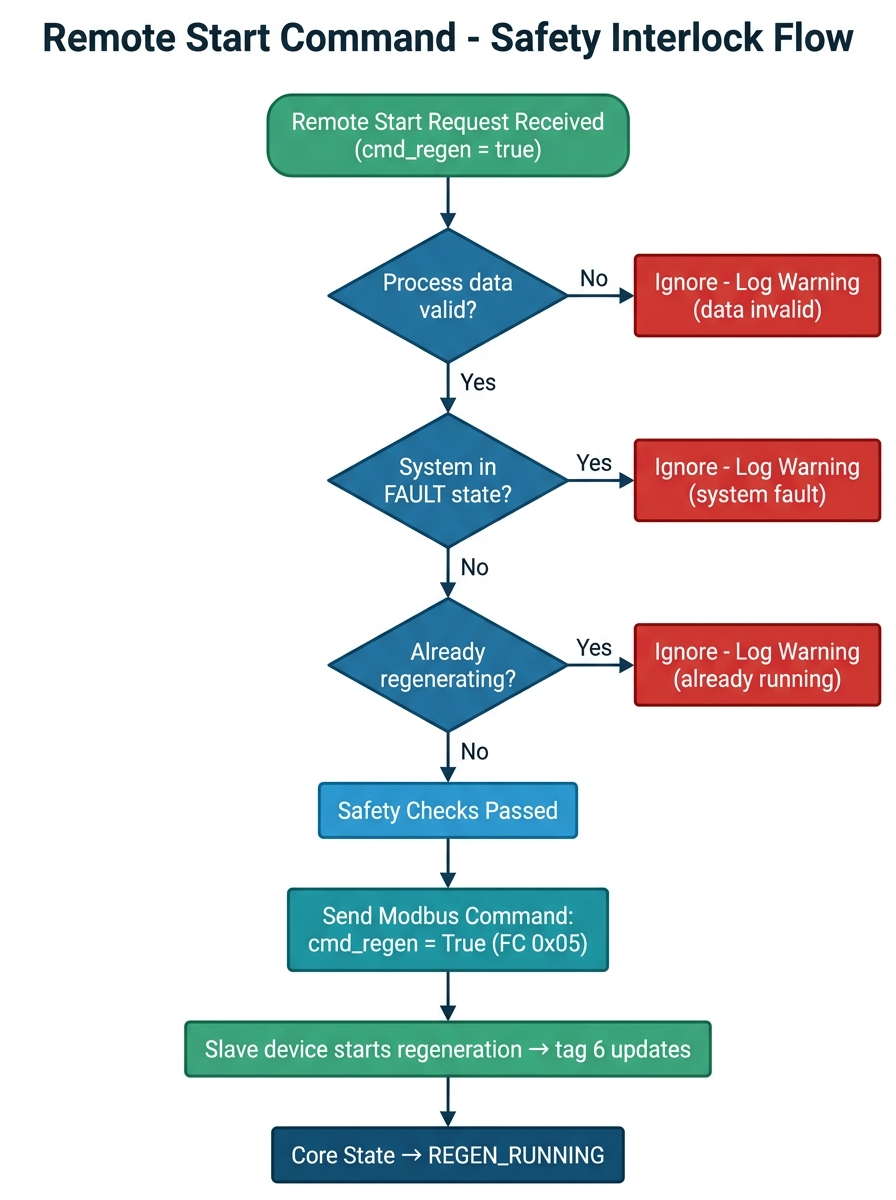 Remote Start Command - Safety Interlock Flow
Remote Start Request Received
(cmd_regen = true)
Process data
valid?
No
Ignore - Log Warning
(data invalid)
Yes
System in
FAULT state?
Yes
Ignore - Log Warning
(system fault)
No
Already
regenerating?
Yes
Ignore - Log Warning
(already running)
No
Safety Checks Passed
Send Modbus Command:
cmd_regen = True (FC 0x05)
Slave device starts regeneration → tag 6 updates
Core State → REGEN_RUNNING